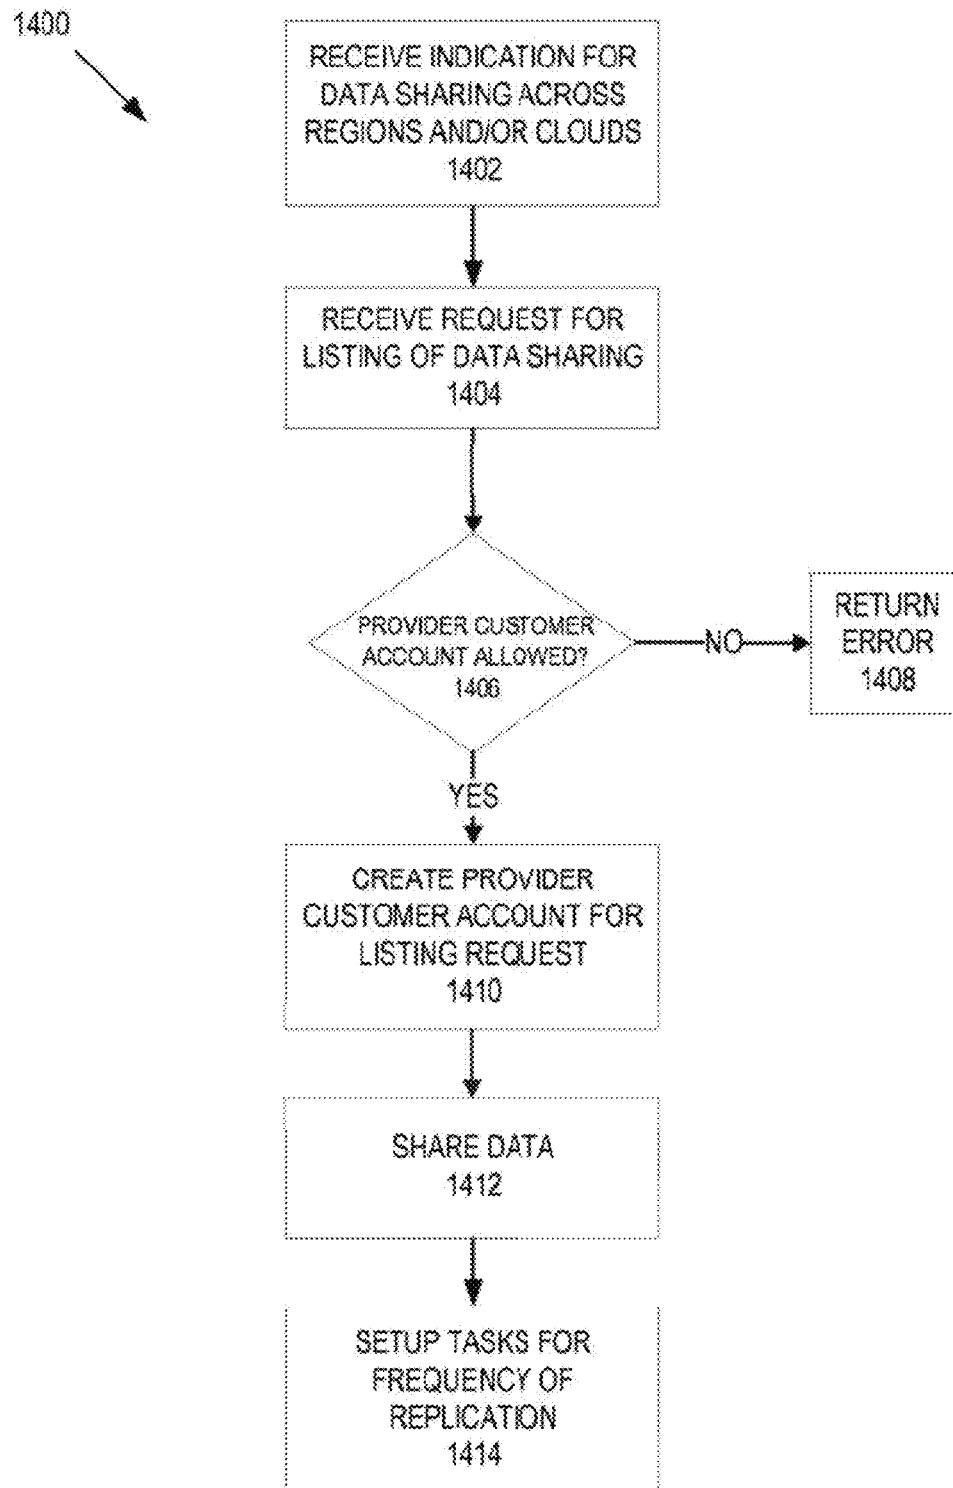 1400
RECEIVE INDICATION FOR
DATA SHARING ACROSS
REGIONS AND/OR CLOUDS
1402
RECEIVE REQUEST FOR
LISTING OF DATA SHARING
1404
PROVIDER CUSTOMER
ACCOUNT ALLOWED?
1406
NO
RETURN
ERROR
1408
YES
CREATE PROVIDER
CUSTOMER ACCOUNT FOR
LISTING REQUEST
1410
SHARE DATA
1412
SETUP TASKS FOR
FREQUENCY OF
REPLICATION
1414